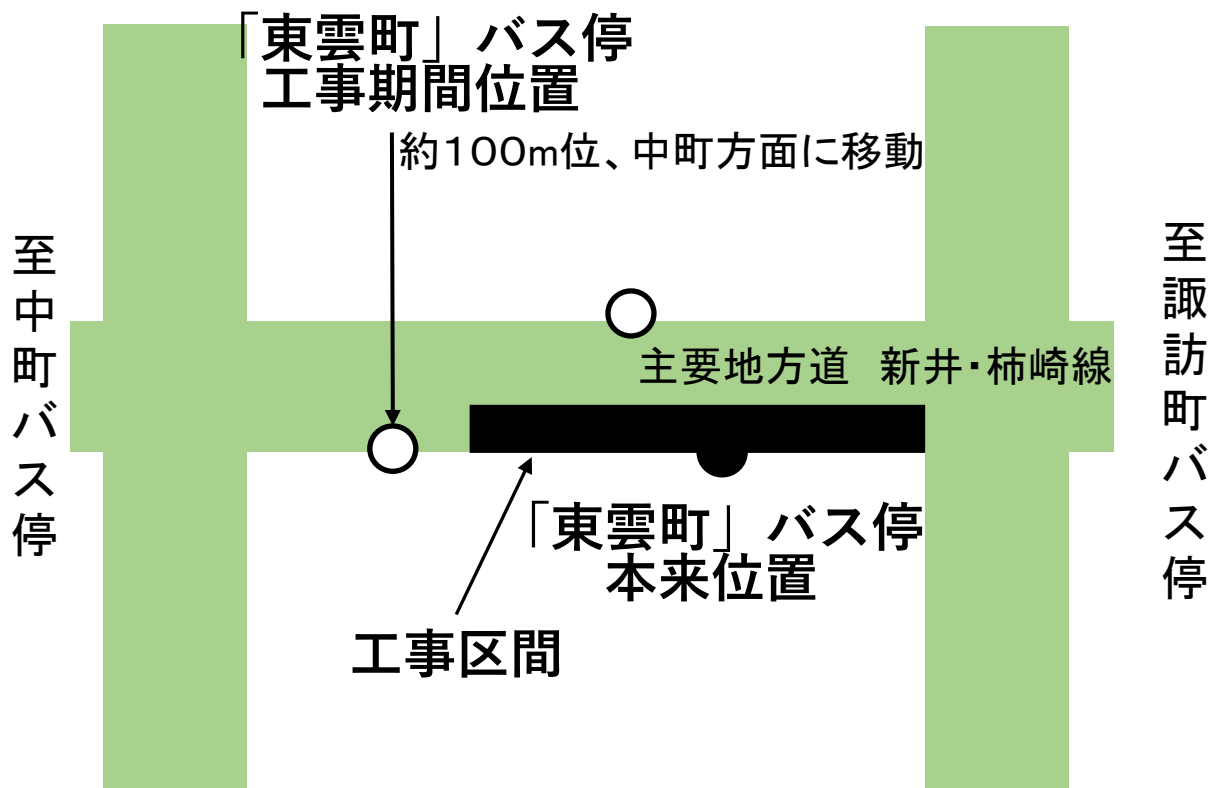 「東雲町」バス停
工事期間位置
約100m位、中町方面に移動
至中町バス停
至諏訪町バス停
主要地方道　新井・柿崎線
「東雲町」バス停
本来位置
工事区間